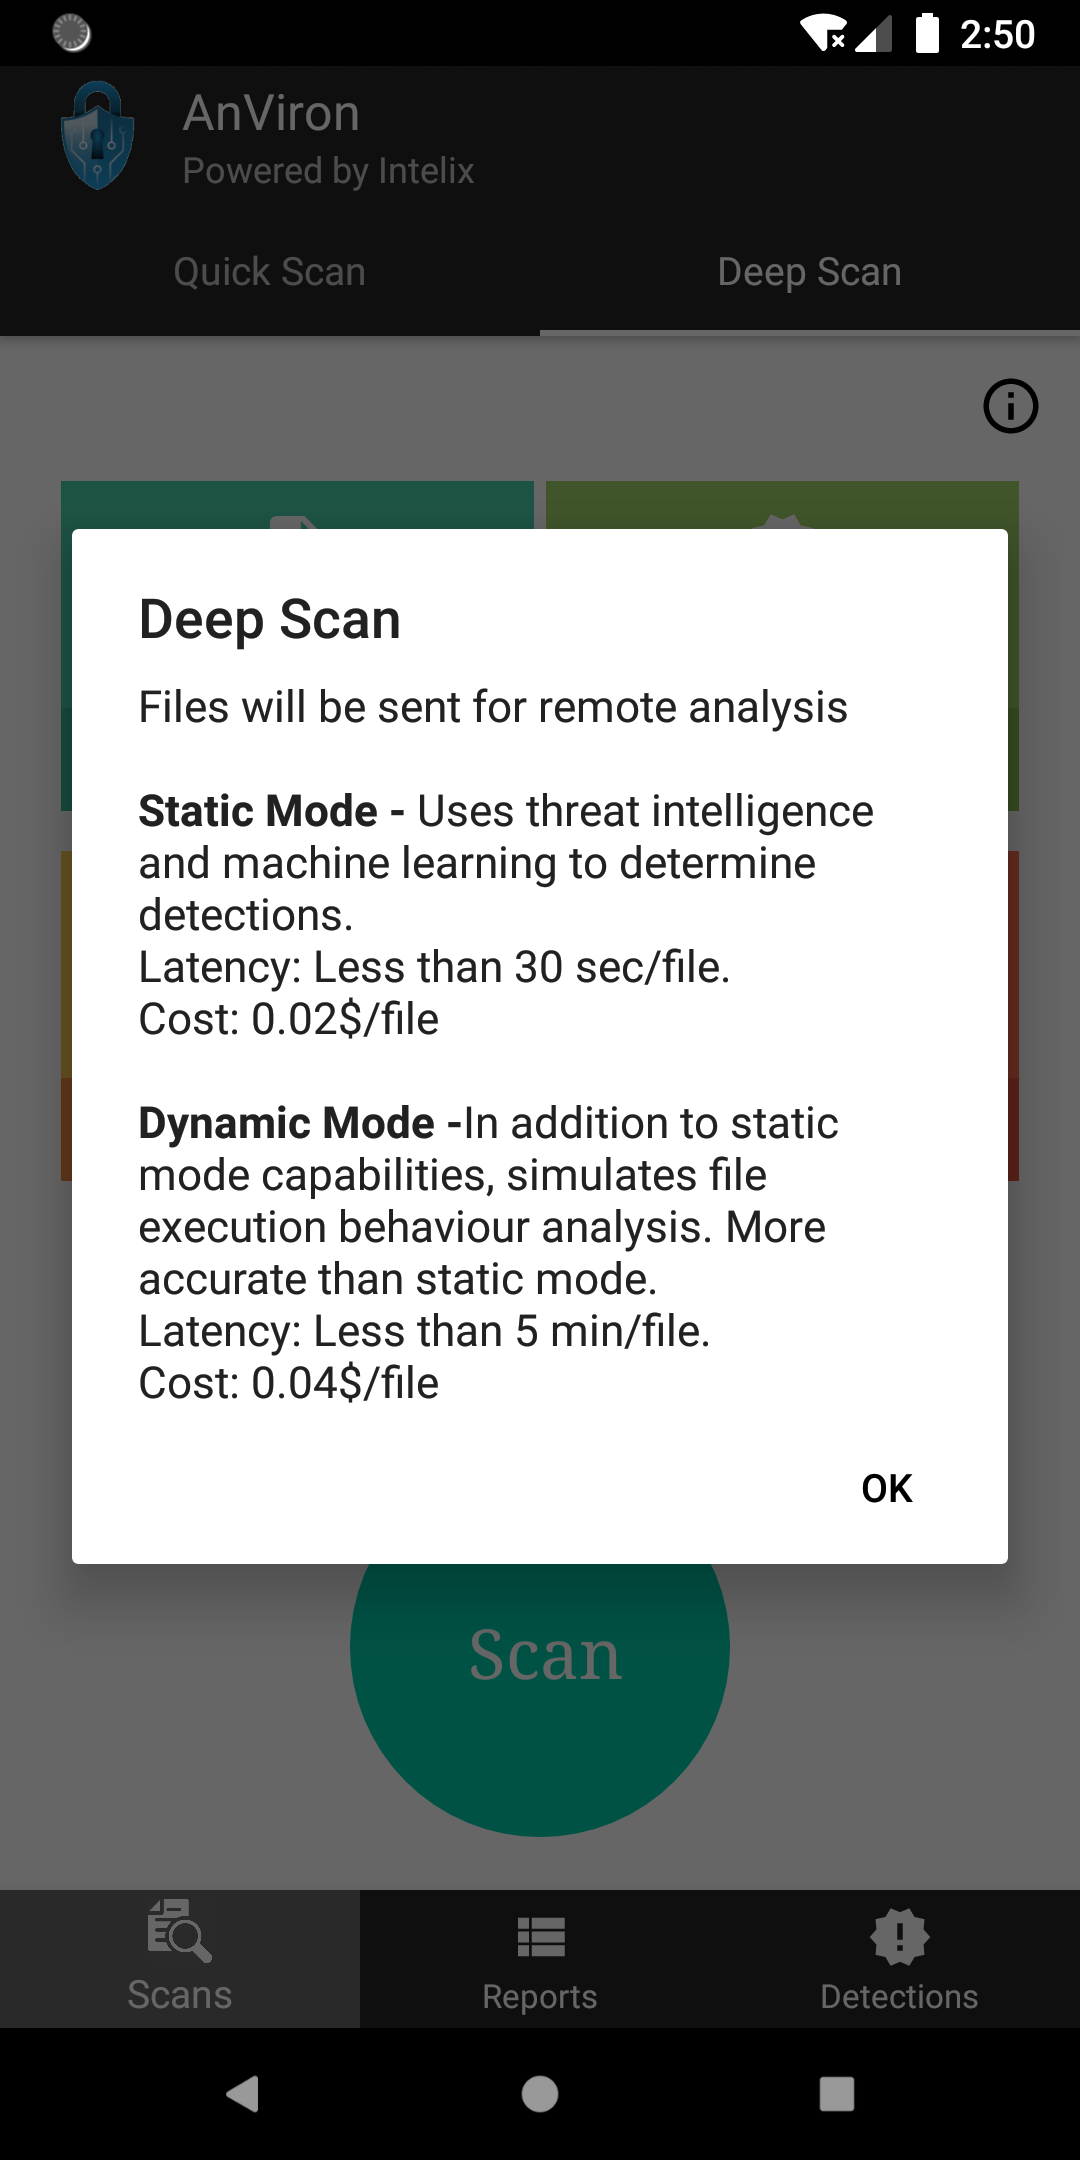 2:50
AnViron
Powered by Intelix
Quick Scan
Deep Scan
Deep Scan
Files will be sent for remote analysis
Static Mode - Uses threat intelligence
and machine learning to determine
detections.
Latency: Less than 30 sec/file.
Cost: 0.02$/file
Dynamic Mode -In addition to static
mode capabilities, simulates file
execution behaviour analysis. More
accurate than static mode.
Latency: Less than 5 min/file.
Cost: 0.04$/file
OK
Scan
Scans
Reports
Detections